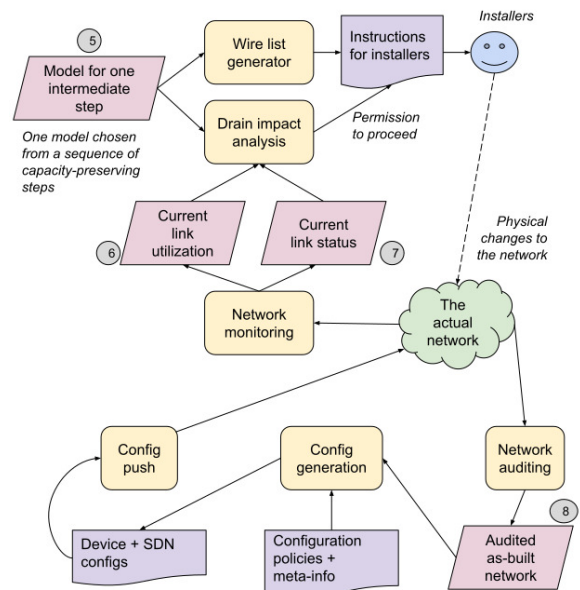 Installers
5
Wire list
generator
Instructions
for installers
Model for one
intermediate
step
One model chosen
from a sequence of
capacity-preserving
steps
Drain impact
analysis
Permission
to proceed
Current
link
utilization
6
Current
link status
7
Physical
changes to
the network
Network
monitoring
The
actual
network
Config
push
Config
generation
Network
auditing
8
Device + SDN
configs
Configuration
policies +
meta-info
Audited
as-built
network